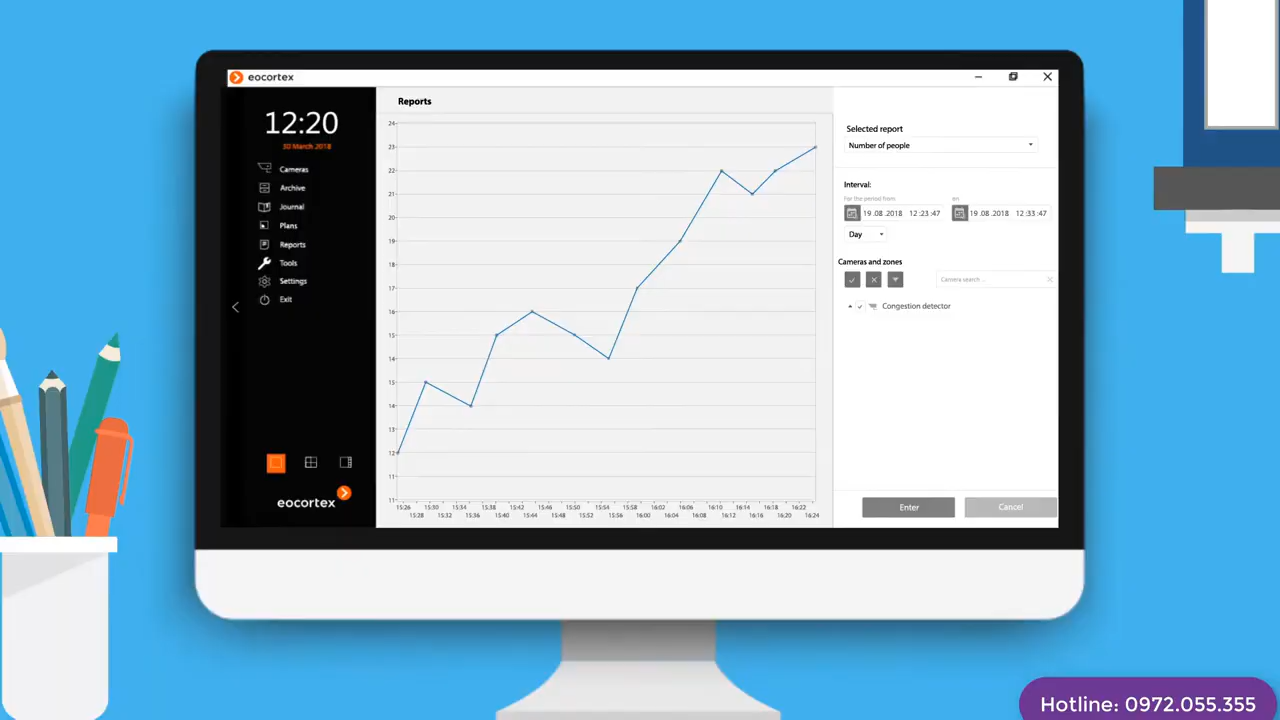 eocortex
12:20
30 March 2018
Cameras
Archive
Journal
Plans
Reports
Tools
Settings
Exit
eocortex
Reports
24
23
22
21
20
19
18
17
16
15
14
15
14
13
12
11
11
15:26 15:30 15:34 15:38 15:42 15:46 15:50 15:54 15:58 16:02 16:06 16:10 16:14 16:18 16:22
15:28 15:32 15:36 15:40 15:44 15:48 15:52 15:56 16:00 16:04 16:08 16:12 16:16 16:20 16:24
Selected report
Number of people
Interval:
For the period from on
19 .08 .2018 12 :23 :47 19 .08 .2018 12 :33 :47
Day
Cameras and zones
Camera search ...
Congestion detector
Enter Cancel
Hotline: 0972.055.355